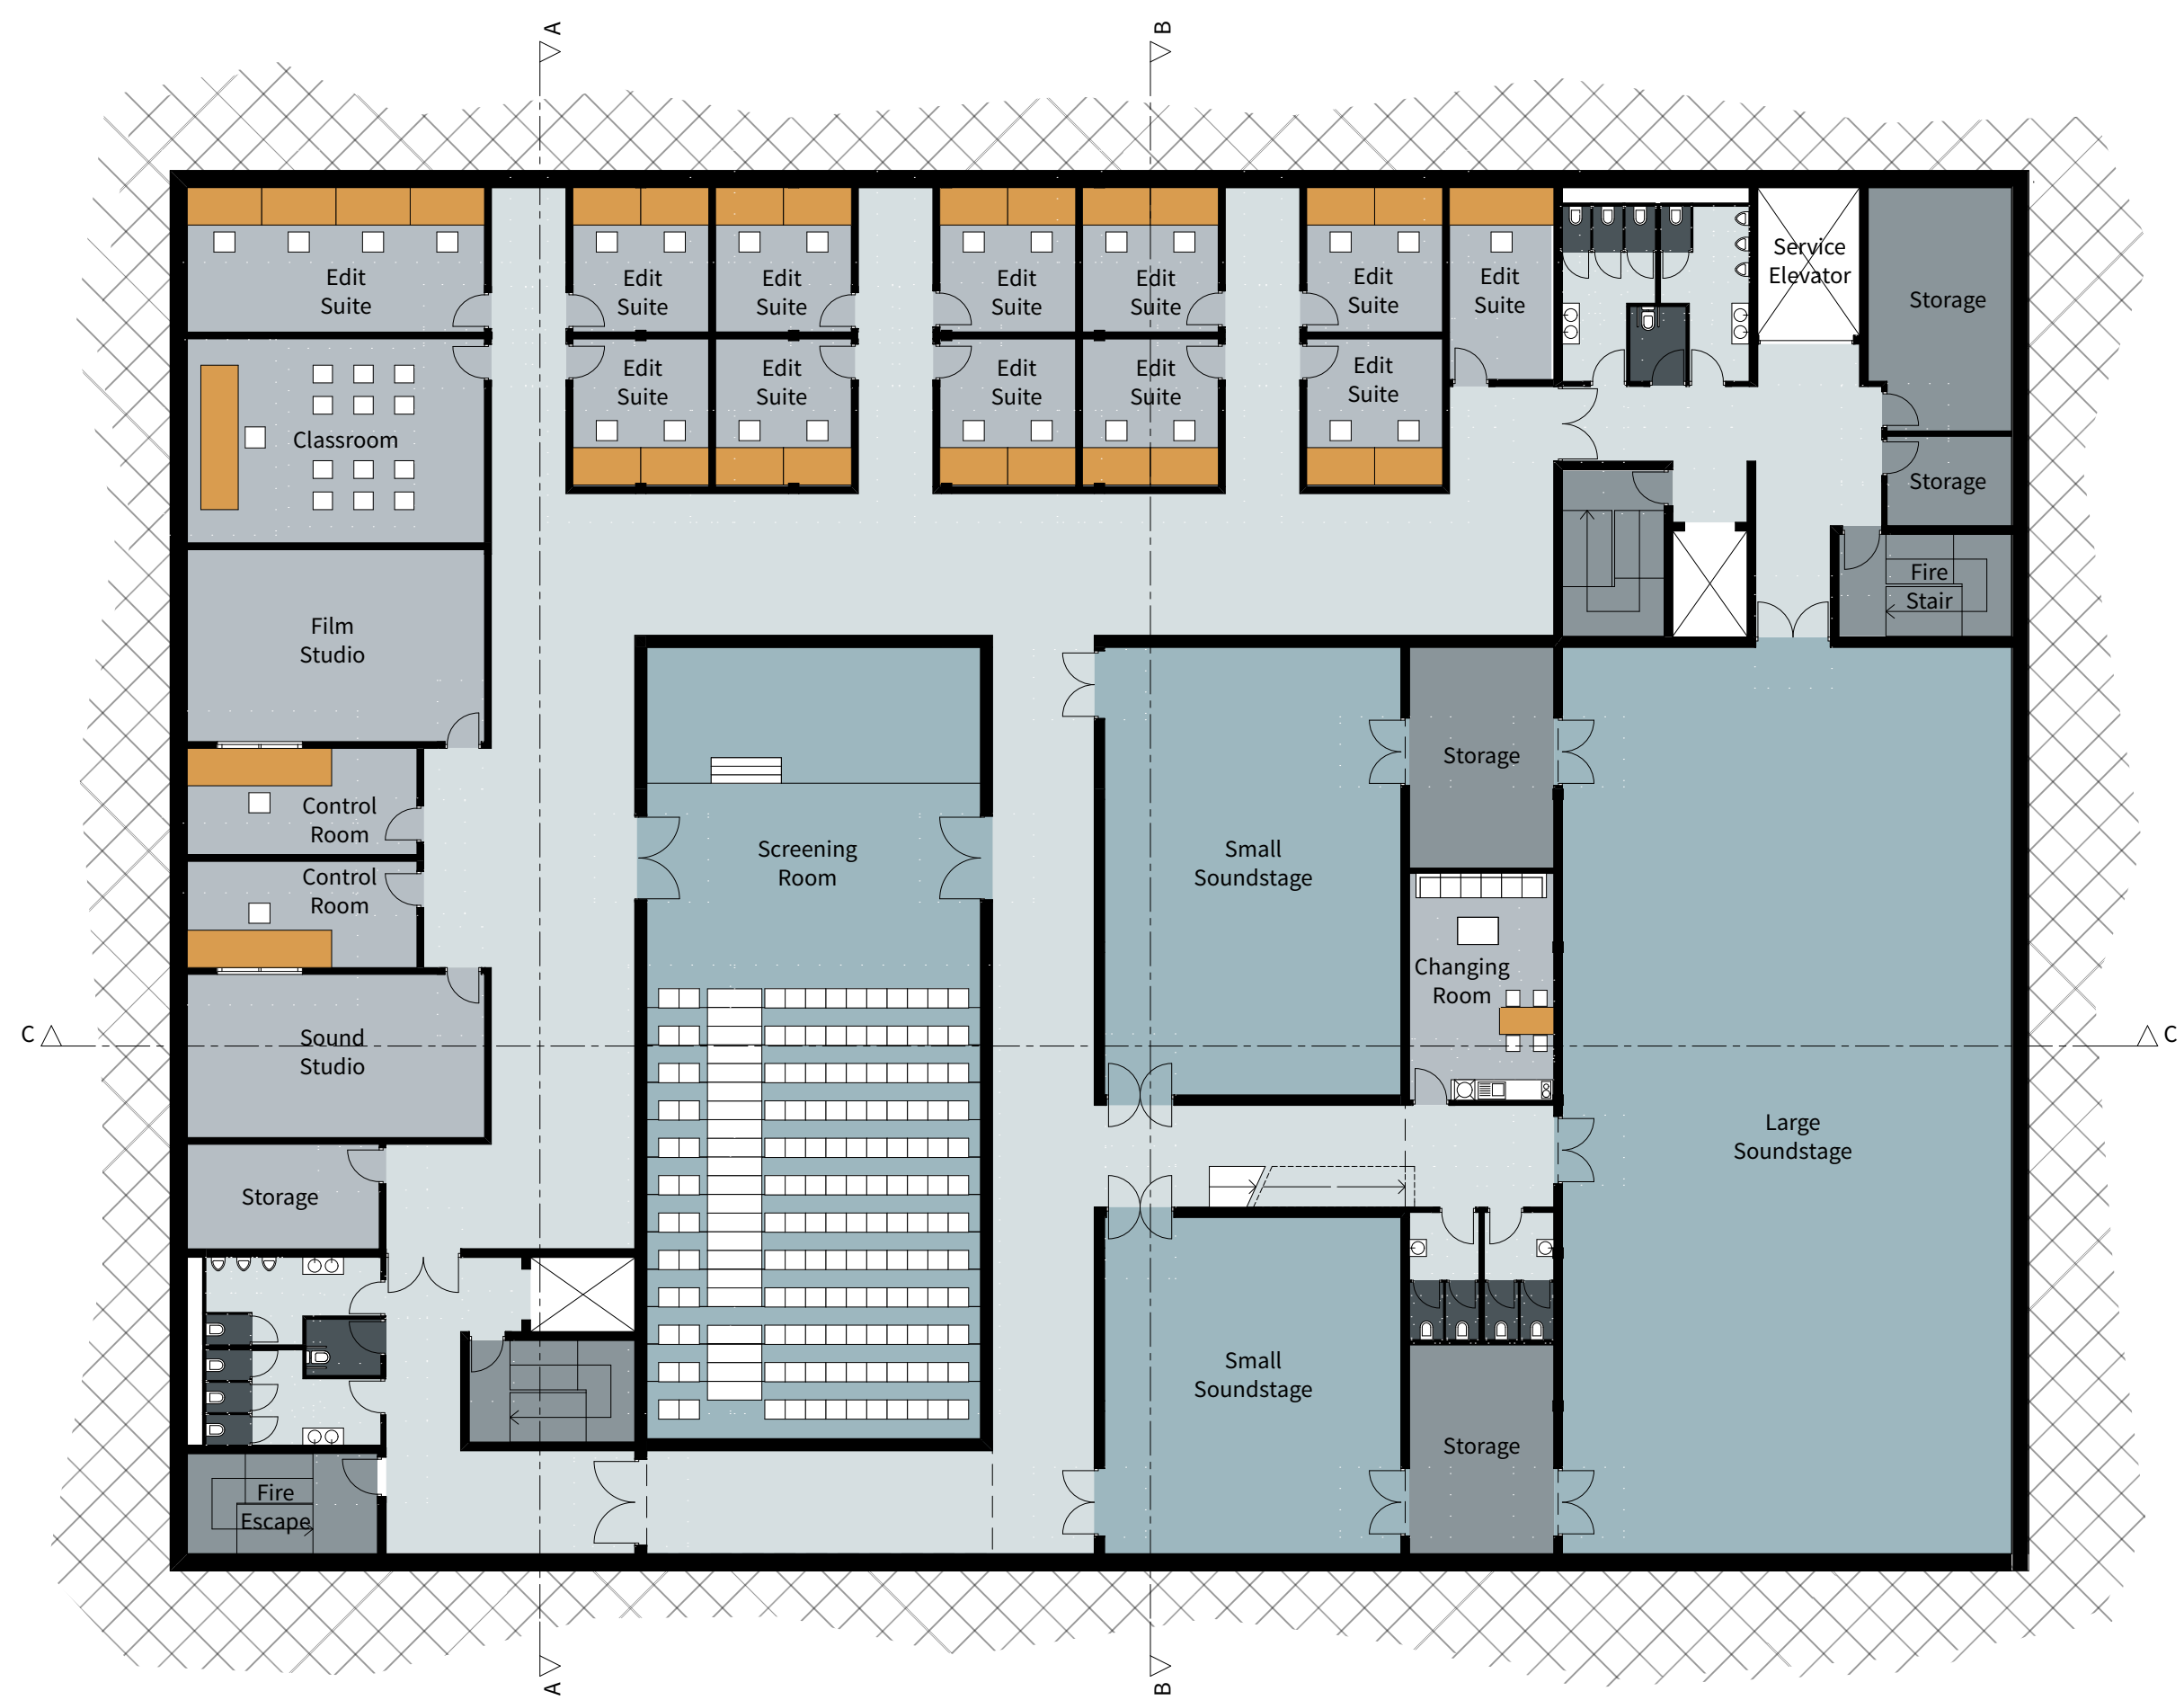 A
B
Edit
Suite
Edit
Suite
Edit
Suite
Edit
Suite
Edit
Suite
Edit
Suite
Edit
Suite
Service
Elevator
Storage
Edit
Suite
Edit
Suite
Edit
Suite
Edit
Suite
Edit
Suite
Classroom
Storage
Fire
Stair
Film
Studio
Storage
Control
Room
Screening
Room
Small
Soundstage
Control
Room
Changing
Room
C
Sound
Studio
C
Large
Soundstage
Storage
Small
Soundstage
Storage
Fire
Escape
A
B